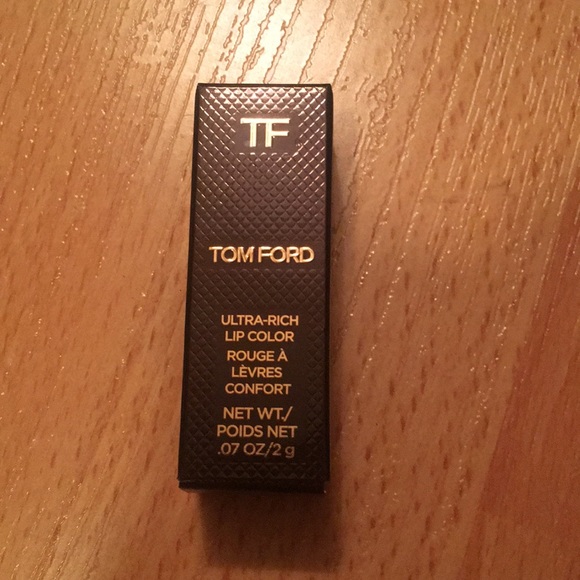 TF
TOM FORD
ULTRA-RICH
LIP COLOR
ROUGE À
LÈVRES
CONFORT
NET WT./
POIDS NET
.07 OZ/2 g